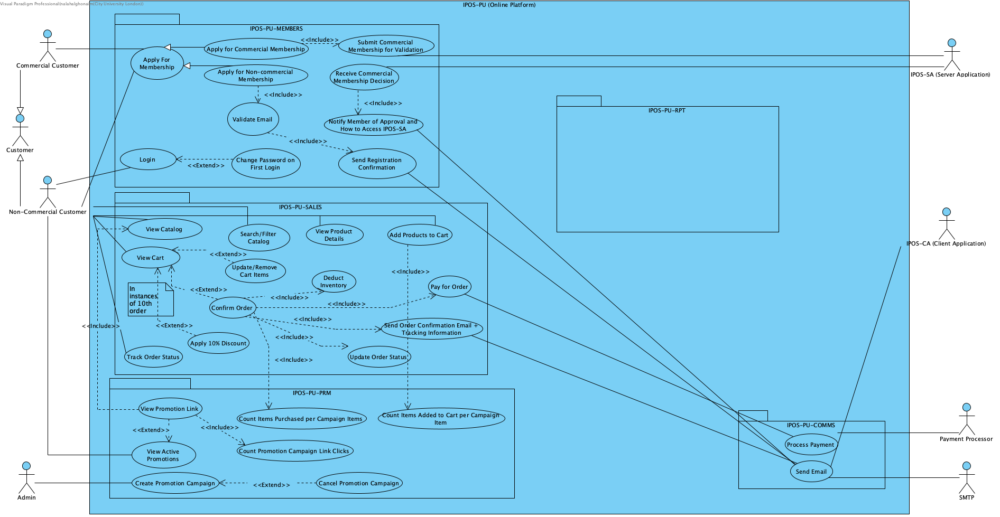 Visual Paradigm Professional(nalahalghonaim(City University London))
IPOS-PU (Online Platform)
IPOS-PU-MEMBERS
Commercial Customer
Apply For
Membership
Apply for Commercial Membership
<<Include>>
Submit Commercial
Membership for Validation
Apply for Non-commercial
Membership
Receive Commercial
Membership Decision
IPOS-SA (Server Application)
<<Include>>
<<Include>>
Validate Email
Notify Member of Approval and
How to Access IPOS-SA
IPOS-PU-RPT
Customer
<<Include>>
Login
<<Extend>>
Change Password on
First Login
Send Registration
Confirmation
Non-Commercial Customer
IPOS-PU-SALES
View Catalog
Search/Filter
Catalog
View Product
Details
Add Products to Cart
IPOS-CA (Client Application)
View Cart
<<Extend>>
Update/Remove
Cart Items
<<Include>>
Deduct
Inventory
Pay for Order
In
instances
of 10th
order
<<Extend>>
<<Include>>
Confirm Order
<<Include>>
<<Include>>
<<Include>>
<<Extend>>
Send Order Confirmation Email +
Tracking Information
<<Include>>
Apply 10% Discount
Track Order Status
<<Include>>
Update Order Status
IPOS-PU-PRM
View Promotion Link
Count Items Purchased per Campaign Items
Count Items Added to Cart per Campaign
Item
<<Extend>>
<<Include>>
View Active
Promotions
Count Promotion Campaign Link Clicks
IPOS-PU-COMMS
Process Payment
Payment Processor
Send Email
Admin
Create Promotion Campaign
<<Extend>>
Cancel Promotion Campaign
SMTP